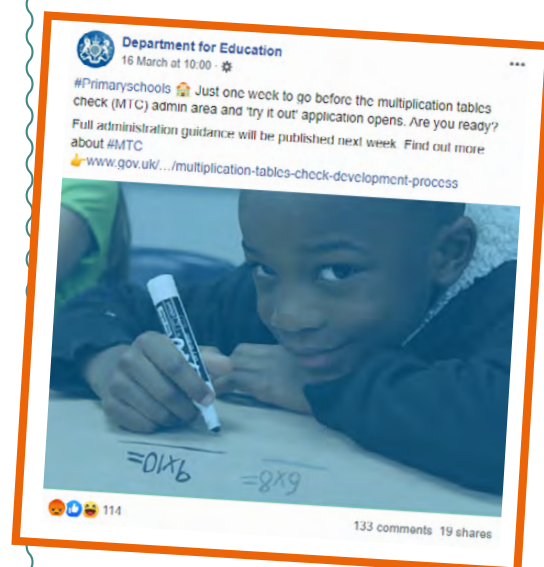 Department for Education
16 March at 10:00
#Primaryschools Just one week to go before the multiplication tables
check (MTC) admin area and 'try it out' application opens. Are you ready?
Full administration guidance will be published next week Find out more
about #MTC
www.gov.uk/.../multiplication-tables-check-development-process
=01x6
=8x9
114
133 comments 19 shares